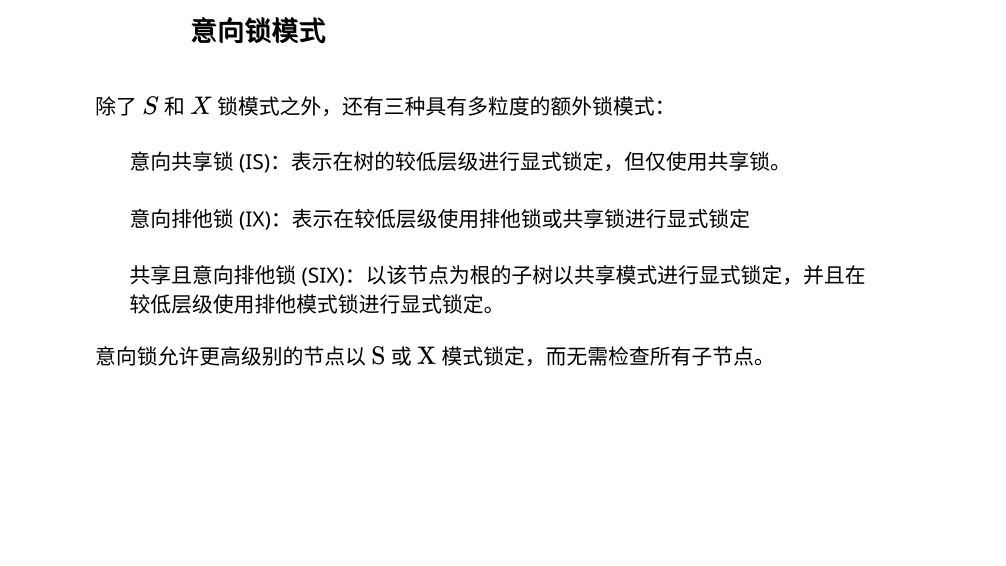 意向锁模式
除了 S 和 X 锁模式之外，还有三种具有多粒度的额外锁模式：
意向共享锁 (IS)：表示在树的较低层级进行显式锁定，但仅使用共享锁。
意向排他锁 (IX)：表示在较低层级使用排他锁或共享锁进行显式锁定
共享且意向排他锁 (SIX)：以该节点为根的子树以共享模式进行显式锁定，并且在
较低层级使用排他模式锁进行显式锁定。
意向锁允许更高级别的节点以 S 或 X 模式锁定，而无需检查所有子节点。